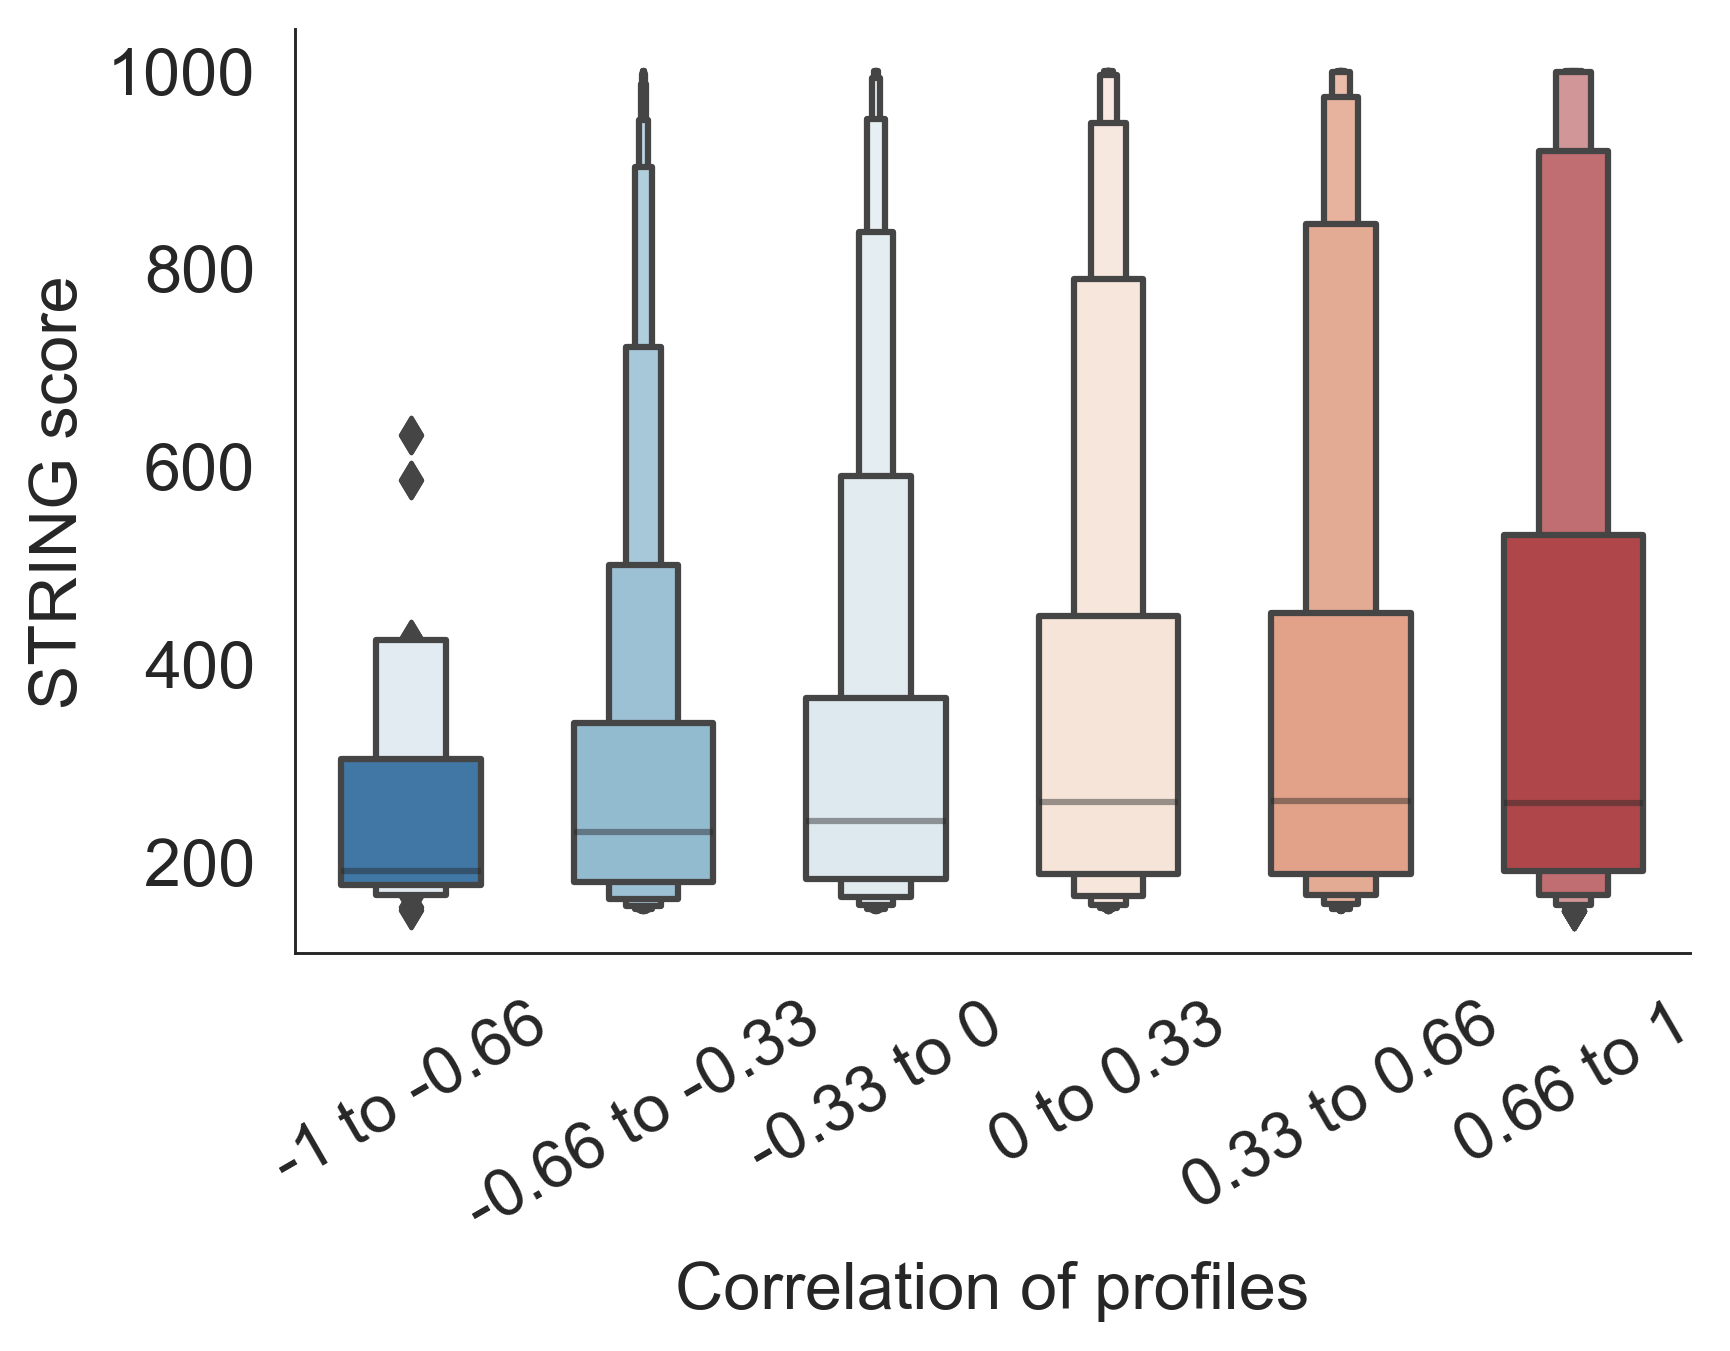 1000
800
600
400
200
STRING score
-1 to -0.66
-0.66 to -0.33
-0.33 to 0
0 to 0.33
0.33 to 0.66
0.66 to 1
Correlation of profiles